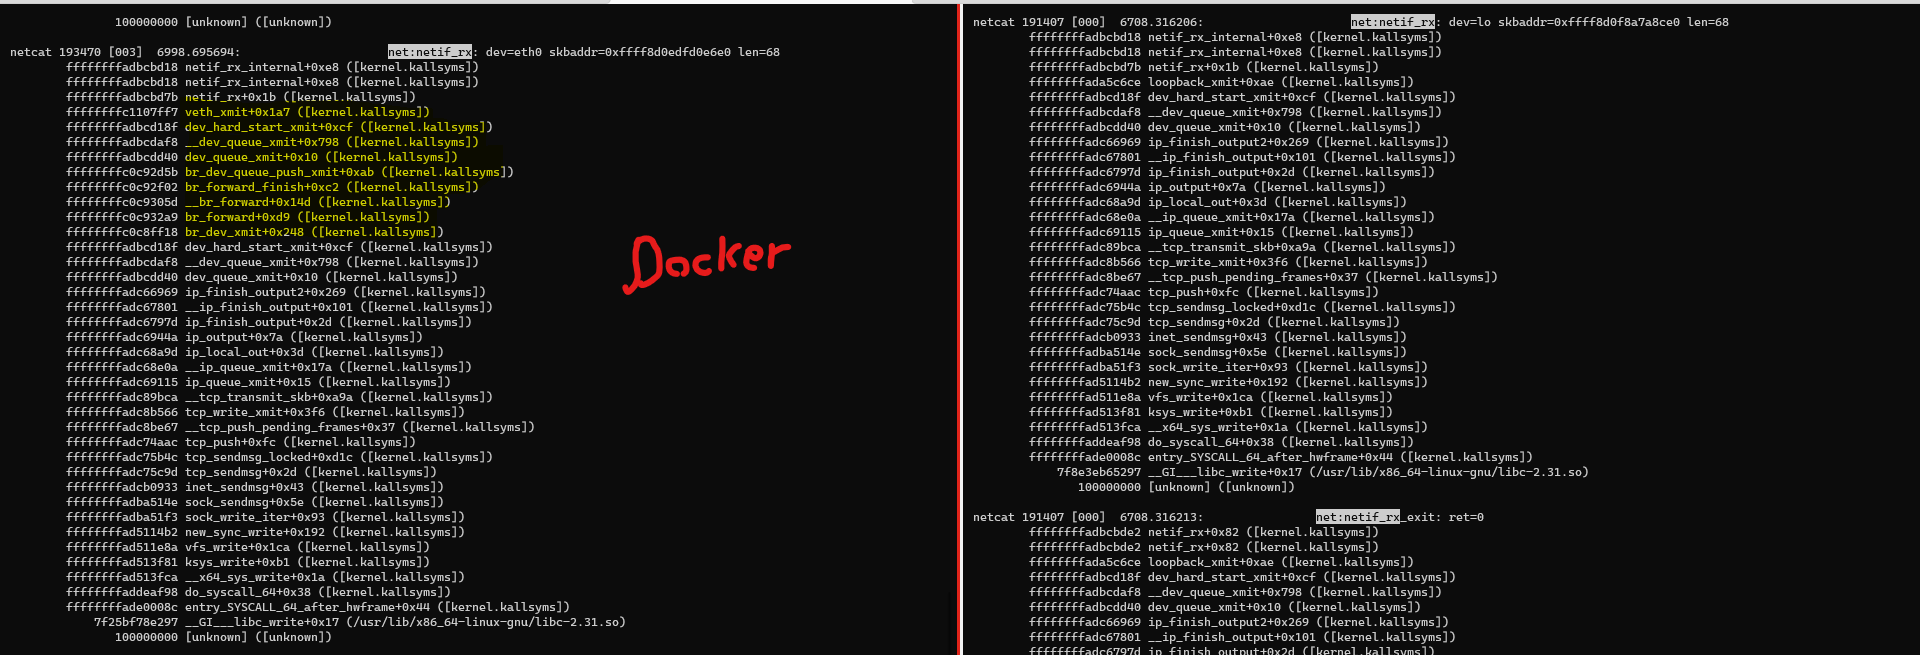 100000000 [unknown] ([unknown])
netcat 193470 [003]  6998.695694:                     net:netif_rx: dev=eth0 skbaddr=0xffff8d0edfd0e6e0 len=68
ffffffffadbcbd18 netif_rx_internal+0xe8 ([kernel.kallsyms])
ffffffffadbcbd18 netif_rx_internal+0xe8 ([kernel.kallsyms])
ffffffffadbcbd7b netif_rx+0x1b ([kernel.kallsyms])
ffffffffc1107ff7 veth_xmit+0x1a7 ([kernel.kallsyms])
ffffffffadbcd18f dev_hard_start_xmit+0xcf ([kernel.kallsyms])
ffffffffadbcdaf8 __dev_queue_xmit+0x798 ([kernel.kallsyms])
ffffffffadbcdd40 dev_queue_xmit+0x10 ([kernel.kallsyms])
ffffffffc0c92d5b br_dev_queue_push_xmit+0xab ([kernel.kallsyms])
ffffffffc0c92f02 br_forward_finish+0xc2 ([kernel.kallsyms])
ffffffffc0c9305d __br_forward+0x14d ([kernel.kallsyms])
ffffffffc0c932a9 br_forward+0xd9 ([kernel.kallsyms])
ffffffffc0c8ff18 br_dev_xmit+0x248 ([kernel.kallsyms])
ffffffffadbcd18f dev_hard_start_xmit+0xcf ([kernel.kallsyms])
ffffffffadbcdaf8 __dev_queue_xmit+0x798 ([kernel.kallsyms])
ffffffffadbcdd40 dev_queue_xmit+0x10 ([kernel.kallsyms])
ffffffffadc66969 ip_finish_output2+0x269 ([kernel.kallsyms])
ffffffffadc67801 __ip_finish_output+0x101 ([kernel.kallsyms])
ffffffffadc6797d ip_finish_output+0x2d ([kernel.kallsyms])
ffffffffadc6944a ip_output+0x7a ([kernel.kallsyms])
ffffffffadc68a9d ip_local_out+0x3d ([kernel.kallsyms])
ffffffffadc68e0a __ip_queue_xmit+0x17a ([kernel.kallsyms])
ffffffffadc69115 ip_queue_xmit+0x15 ([kernel.kallsyms])
ffffffffadc89bca __tcp_transmit_skb+0xa9a ([kernel.kallsyms])
ffffffffadc8b566 tcp_write_xmit+0x3f6 ([kernel.kallsyms])
ffffffffadc8be67 __tcp_push_pending_frames+0x37 ([kernel.kallsyms])
ffffffffadc74aac tcp_push+0xfc ([kernel.kallsyms])
ffffffffadc75b4c tcp_sendmsg_locked+0xd1c ([kernel.kallsyms])
ffffffffadc75c9d tcp_sendmsg+0x2d ([kernel.kallsyms])
ffffffffadcb0933 inet_sendmsg+0x43 ([kernel.kallsyms])
ffffffffadba514e sock_sendmsg+0x5e ([kernel.kallsyms])
ffffffffadba51f3 sock_write_iter+0x93 ([kernel.kallsyms])
ffffffffad5114b2 new_sync_write+0x192 ([kernel.kallsyms])
ffffffffad511e8a vfs_write+0x1ca ([kernel.kallsyms])
ffffffffad513f81 ksys_write+0xb1 ([kernel.kallsyms])
ffffffffad513fca __x64_sys_write+0x1a ([kernel.kallsyms])
ffffffffaddeaf98 do_syscall_64+0x38 ([kernel.kallsyms])
ffffffffade0008c entry_SYSCALL_64_after_hwframe+0x44 ([kernel.kallsyms])
7f25bf78e297 __GI___libc_write+0x17 (/usr/lib/x86_64-linux-gnu/libc-2.31.so)
100000000 [unknown] ([unknown])
Docker
netcat 191407 [000]  6708.316206:                     net:netif_rx: dev=lo skbaddr=0xffff8d0f8a7a8ce0 len=68
ffffffffadbcbd18 netif_rx_internal+0xe8 ([kernel.kallsyms])
ffffffffadbcbd18 netif_rx_internal+0xe8 ([kernel.kallsyms])
ffffffffadbcbd7b netif_rx+0x1b ([kernel.kallsyms])
ffffffffada5c6ce loopback_xmit+0xae ([kernel.kallsyms])
ffffffffadbcd18f dev_hard_start_xmit+0xcf ([kernel.kallsyms])
ffffffffadbcdaf8 __dev_queue_xmit+0x798 ([kernel.kallsyms])
ffffffffadbcdd40 dev_queue_xmit+0x10 ([kernel.kallsyms])
ffffffffadc66969 ip_finish_output2+0x269 ([kernel.kallsyms])
ffffffffadc67801 __ip_finish_output+0x101 ([kernel.kallsyms])
ffffffffadc6797d ip_finish_output+0x2d ([kernel.kallsyms])
ffffffffadc6944a ip_output+0x7a ([kernel.kallsyms])
ffffffffadc68a9d ip_local_out+0x3d ([kernel.kallsyms])
ffffffffadc68e0a __ip_queue_xmit+0x17a ([kernel.kallsyms])
ffffffffadc69115 ip_queue_xmit+0x15 ([kernel.kallsyms])
ffffffffadc89bca __tcp_transmit_skb+0xa9a ([kernel.kallsyms])
ffffffffadc8b566 tcp_write_xmit+0x3f6 ([kernel.kallsyms])
ffffffffadc8be67 __tcp_push_pending_frames+0x37 ([kernel.kallsyms])
ffffffffadc74aac tcp_push+0xfc ([kernel.kallsyms])
ffffffffadc75b4c tcp_sendmsg_locked+0xd1c ([kernel.kallsyms])
ffffffffadc75c9d tcp_sendmsg+0x2d ([kernel.kallsyms])
ffffffffadcb0933 inet_sendmsg+0x43 ([kernel.kallsyms])
ffffffffadba514e sock_sendmsg+0x5e ([kernel.kallsyms])
ffffffffadba51f3 sock_write_iter+0x93 ([kernel.kallsyms])
ffffffffad5114b2 new_sync_write+0x192 ([kernel.kallsyms])
ffffffffad511e8a vfs_write+0x1ca ([kernel.kallsyms])
ffffffffad513f81 ksys_write+0xb1 ([kernel.kallsyms])
ffffffffad513fca __x64_sys_write+0x1a ([kernel.kallsyms])
ffffffffaddeaf98 do_syscall_64+0x38 ([kernel.kallsyms])
ffffffffade0008c entry_SYSCALL_64_after_hwframe+0x44 ([kernel.kallsyms])
7f8e3eb65297 __GI___libc_write+0x17 (/usr/lib/x86_64-linux-gnu/libc-2.31.so)
100000000 [unknown] ([unknown])
netcat 191407 [000]  6708.316213:                net:netif_rx_exit: ret=0
ffffffffadbcbde2 netif_rx+0x82 ([kernel.kallsyms])
ffffffffadbcbde2 netif_rx+0x82 ([kernel.kallsyms])
ffffffffada5c6ce loopback_xmit+0xae ([kernel.kallsyms])
ffffffffadbcd18f dev_hard_start_xmit+0xcf ([kernel.kallsyms])
ffffffffadbcdaf8 __dev_queue_xmit+0x798 ([kernel.kallsyms])
ffffffffadbcdd40 dev_queue_xmit+0x10 ([kernel.kallsyms])
ffffffffadc66969 ip_finish_output2+0x269 ([kernel.kallsyms])
ffffffffadc67801 __ip_finish_output+0x101 ([kernel.kallsyms])
ffffffffadc6797d ip_finish_output+0x2d ([kernel.kallsyms])